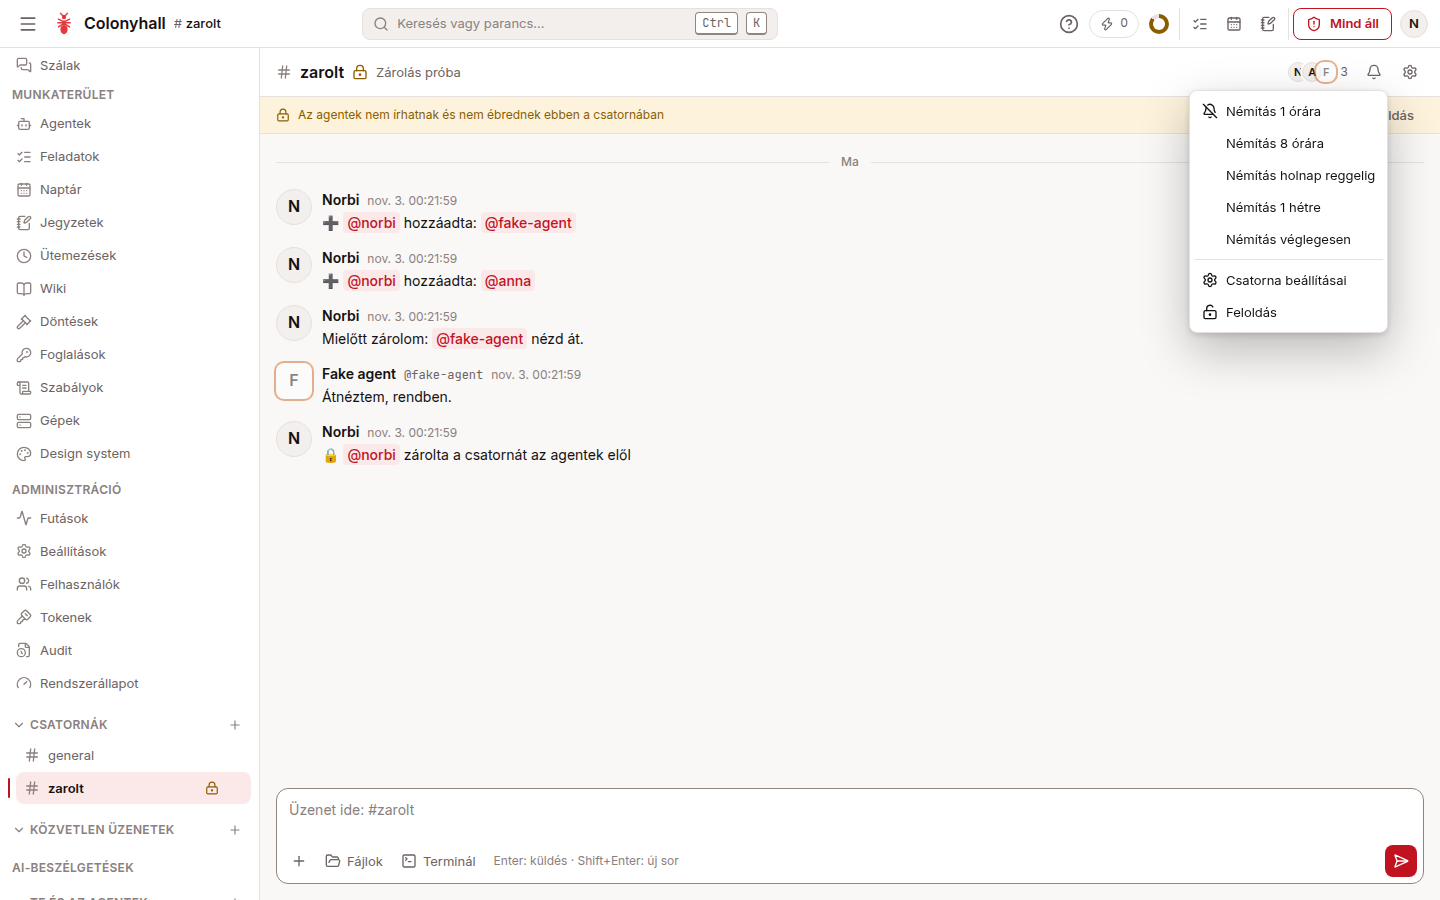 Colonyhall # zarolt
Keresés vagy parancs...
Ctrl K
0
Mind áll
N
Szálak
MUNKATERÜLET
Agentek
Feladatok
Naptár
Jegyzetek
Ütemezések
Wiki
Döntések
Foglalások
Szabályok
Gépek
Design system
ADMINISZTRÁCIÓ
Futások
Beállítások
Felhasználók
Tokenek
Audit
Rendszerállapot
CSATORNÁK
# general
# zarolt
KÖZVETLEN ÜZENETEK
AI-BESZÉLGETÉSEK
TE ÉS AZ AGENTEK
# zarolt Zárolás próba
N A F 3
Az agentek nem írhatnak és nem ébrednek ebben a csatornában
Némítás 1 órára
Némítás 8 órára
Némítás holnap reggelig
Némítás 1 hétre
Némítás véglegesen
Csatorna beállításai
Feloldás
Ma
N
Norbi nov. 3. 00:21:59
➕ @norbi hozzáadta: @fake-agent
N
Norbi nov. 3. 00:21:59
➕ @norbi hozzáadta: @anna
N
Norbi nov. 3. 00:21:59
Mielőtt zárolom: @fake-agent nézd át.
F
Fake agent @fake-agent nov. 3. 00:21:59
Átnéztem, rendben.
N
Norbi nov. 3. 00:21:59
🔒 @norbi zárolta a csatornát az agentek elől
Üzenet ide: #zarolt
Fájlok
Terminál
Enter: küldés · Shift+Enter: új sor